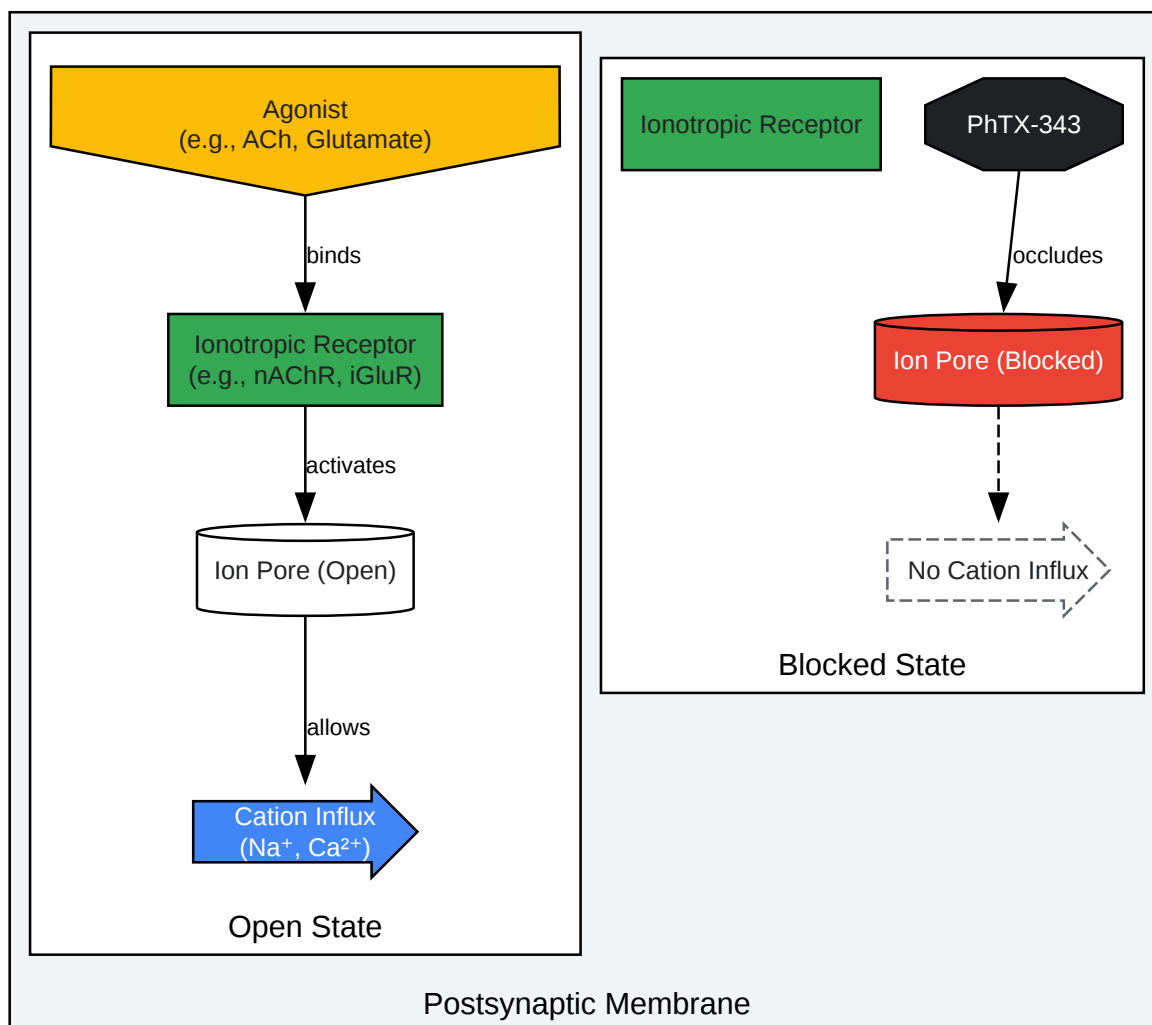 Agonist
(e.g., ACh, Glutamate)
binds
Ionotropic Receptor
(e.g., nAChR, iGluR)
activates
Ion Pore (Open)
allows
Cation Influx
(Na⁺, Ca²⁺)
Open State
Ionotropic Receptor
PhTX-343
occludes
Ion Pore (Blocked)
No Cation Influx
Blocked State
Postsynaptic Membrane